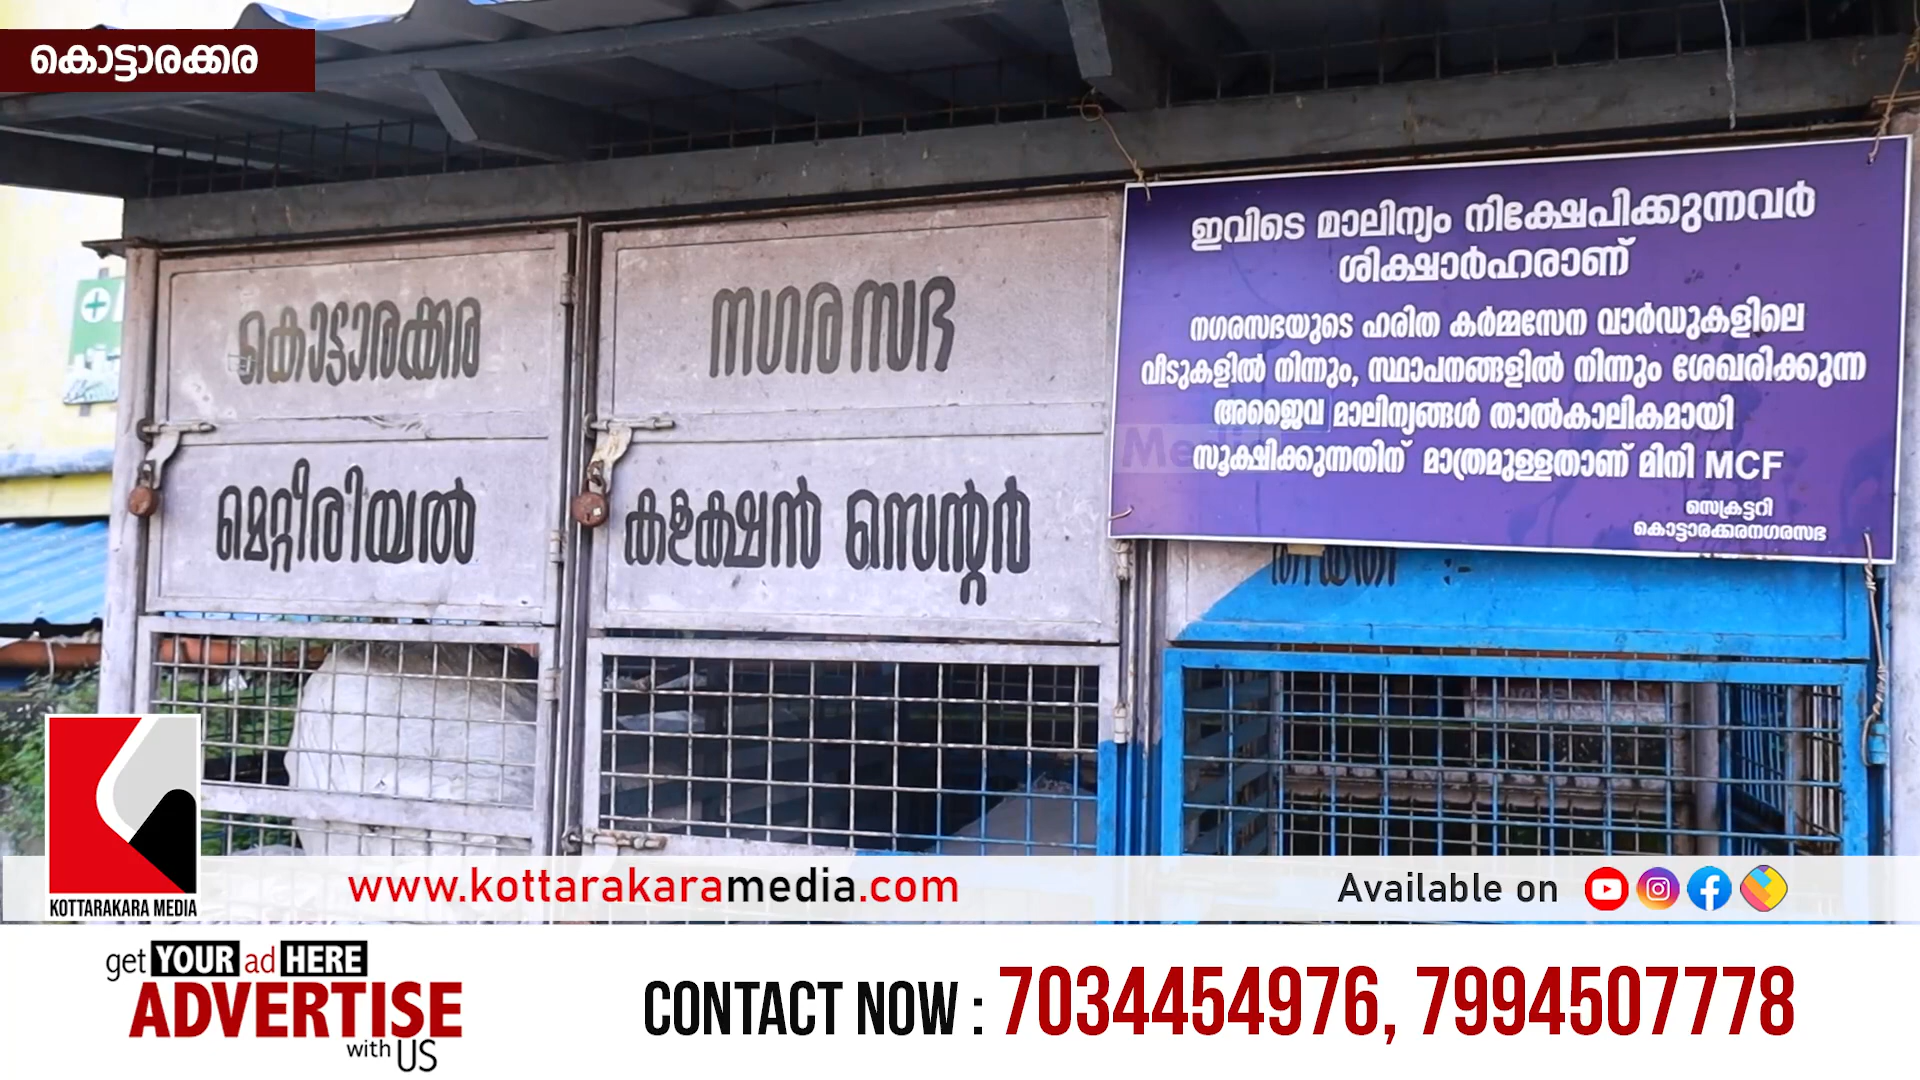 കൊട്ടാരക്കര
കൊട്ടാരക്കര
നഗരസഭ
മെറ്റീരിയൽ
കളക്ഷൻ സെന്റർ
ഇവിടെ മാലിന്യം നിക്ഷേപിക്കുന്നവർ
ശിക്ഷാർഹരാണ്
നഗരസഭയുടെ ഹരിത കർമ്മസേന വാർഡുകളിലെ
വീടുകളിൽ നിന്നും, സ്ഥാപനങ്ങളിൽ നിന്നും ശേഖരിക്കുന്ന
അജൈവ മാലിന്യങ്ങൾ താൽകാലികമായി
സൂക്ഷിക്കുന്നതിന് മാത്രമുള്ളതാണ് മിനി MCF
സെക്രട്ടറി
കൊട്ടാരക്കരനഗരസഭ
KOTTARAKARA MEDIA
www.kottarakaramedia.com
Available on
get YOUR ad HERE
ADVERTISE
with US
CONTACT NOW : 7034454976, 7994507778